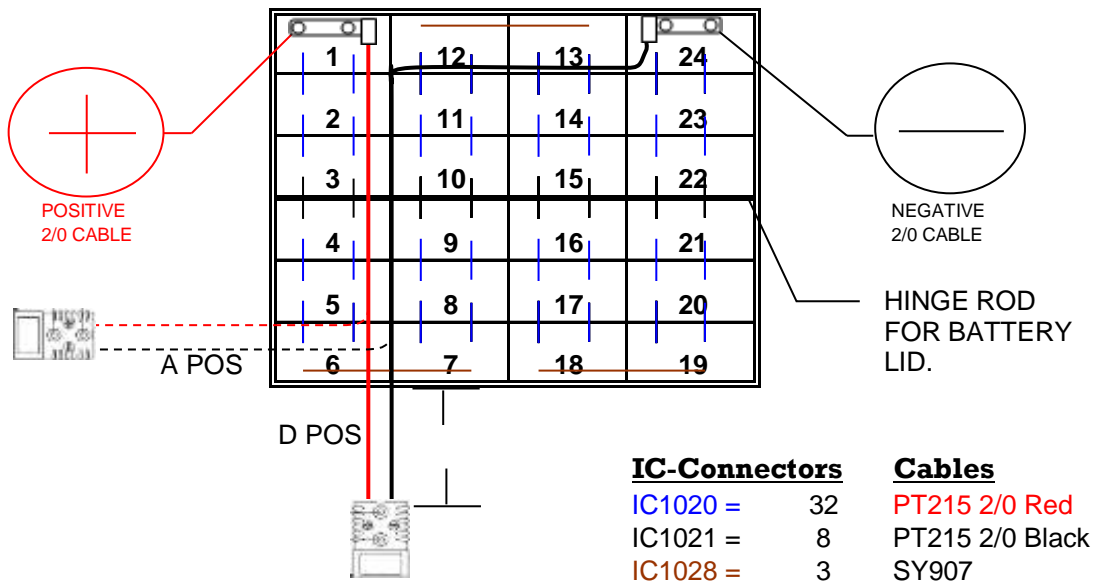 1 12 13 24
2 11 14 23
3 10 15 22
POSITIVE
2/0 CABLE
NEGATIVE
2/0 CABLE
4 9 16 21
5 8 17 20
6 7 18 19
HINGE ROD
FOR BATTERY
LID.
A POS
D POS
IC-Connectors Cables
IC1020 = 32 PT215 2/0 Red
IC1021 = 8 PT215 2/0 Black
IC1028 = 3 SY907